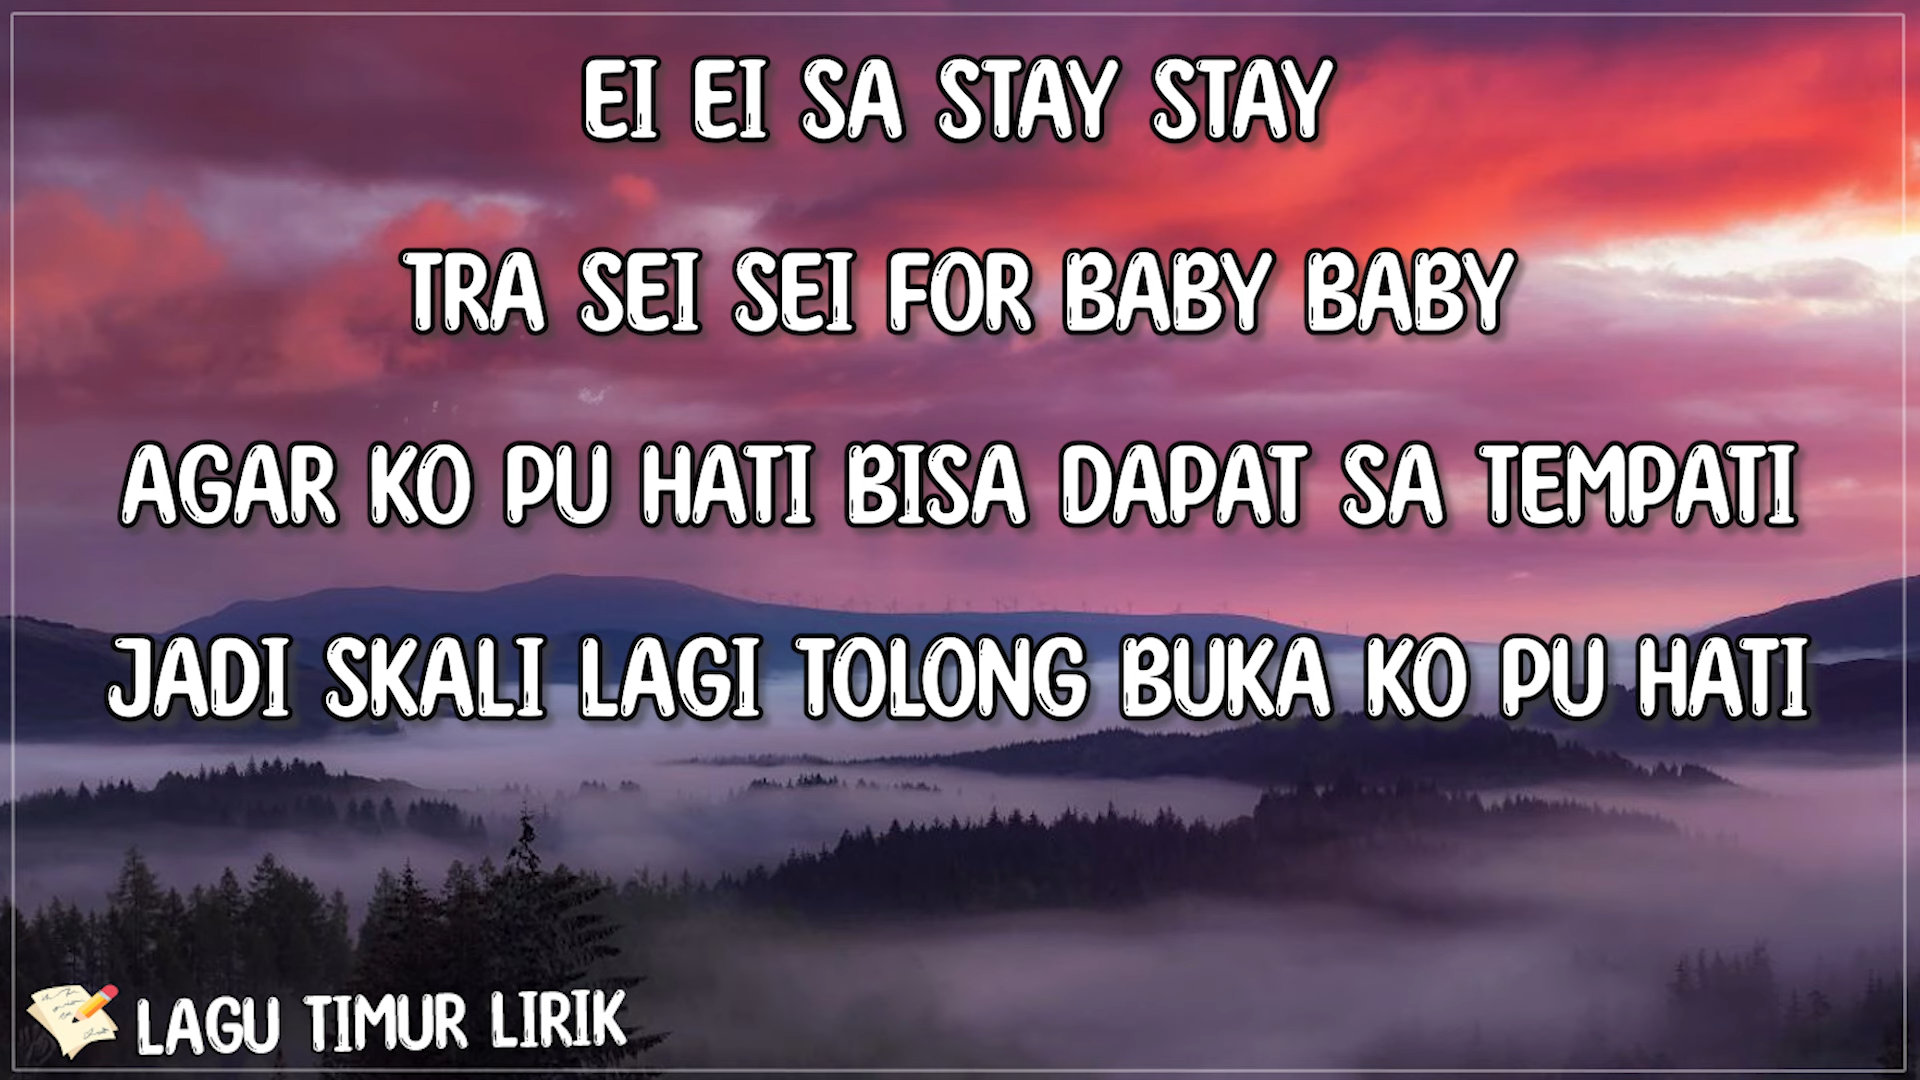 EI EI SA STAY STAY
TRA SEI SEI FOR BABY BABY
AGAR KO PU HATI BISA DAPAT SA TEMPATI
JADI SKALI LAGI TOLONG BUKA KO PU HATI
LAGU TIMUR LIRIK